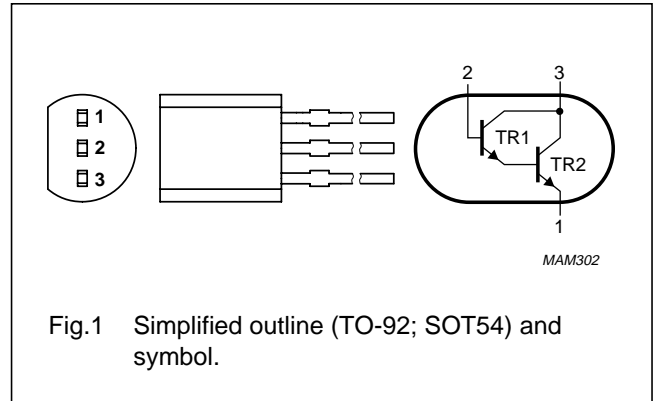 1
2
3
2 3
TR1
TR2
1
MAM302
Fig.1 Simplified outline (TO-92; SOT54) and
symbol.